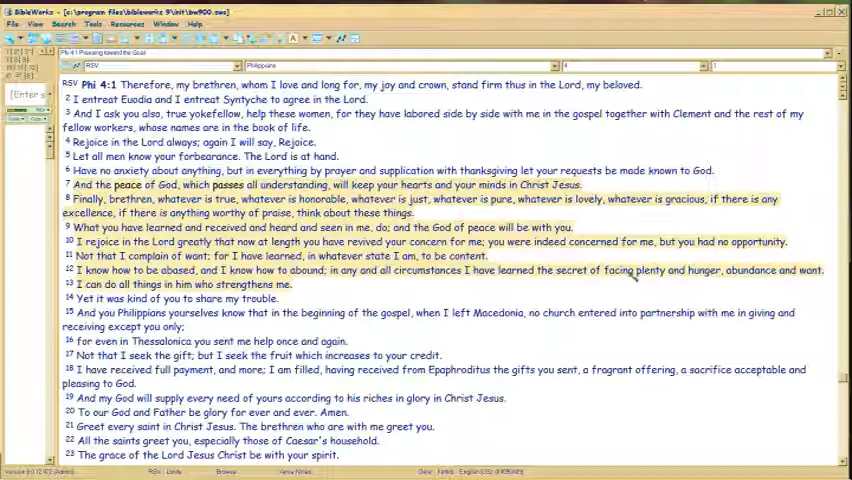 BibleWorks - [c:\program files\bibleworks 9\init\bw900.swc]
File View Search Tools Resources Window Help
Phi 4:1 Pressing toward the Goal
RSV Philippians 4 1
RSV Phi 4:1 Therefore, my brethren, whom I love and long for, my joy and crown, stand firm thus in the Lord, my beloved.
2 I entreat Euodia and I entreat Syntyche to agree in the Lord.
3 And I ask you also, true yokefellow, help these women, for they have labored side by side with me in the gospel together with Clement and the rest of my
fellow workers, whose names are in the book of life.
4 Rejoice in the Lord always; again I will say, Rejoice.
5 Let all men know your forbearance. The Lord is at hand.
6 Have no anxiety about anything, but in everything by prayer and supplication with thanksgiving let your requests be made known to God.
7 And the peace of God, which passes all understanding, will keep your hearts and your minds in Christ Jesus.
8 Finally, brethren, whatever is true, whatever is honorable, whatever is just, whatever is pure, whatever is lovely, whatever is gracious, if there is any
excellence, if there is anything worthy of praise, think about these things.
9 What you have learned and received and heard and seen in me, do; and the God of peace will be with you.
10 I rejoice in the Lord greatly that now at length you have revived your concern for me; you were indeed concerned for me, but you had no opportunity.
11 Not that I complain of want; for I have learned, in whatever state I am, to be content.
12 I know how to be abased, and I know how to abound; in any and all circumstances I have learned the secret of facing plenty and hunger, abundance and want.
13 I can do all things in him who strengthens me.
14 Yet it was kind of you to share my trouble.
15 And you Philippians yourselves know that in the beginning of the gospel, when I left Macedonia, no church entered into partnership with me in giving and
receiving except you only;
16 for even in Thessalonica you sent me help once and again.
17 Not that I seek the gift; but I seek the fruit which increases to your credit.
18 I have received full payment, and more; I am filled, having received from Epaphroditus the gifts you sent, a fragrant offering, a sacrifice acceptable and
pleasing to God.
19 And my God will supply every need of yours according to his riches in glory in Christ Jesus.
20 To our God and Father be glory for ever and ever. Amen.
21 Greet every saint in Christ Jesus. The brethren who are with me greet you.
22 All the saints greet you, especially those of Caesar's household.
23 The grace of the Lord Jesus Christ be with your spirit.